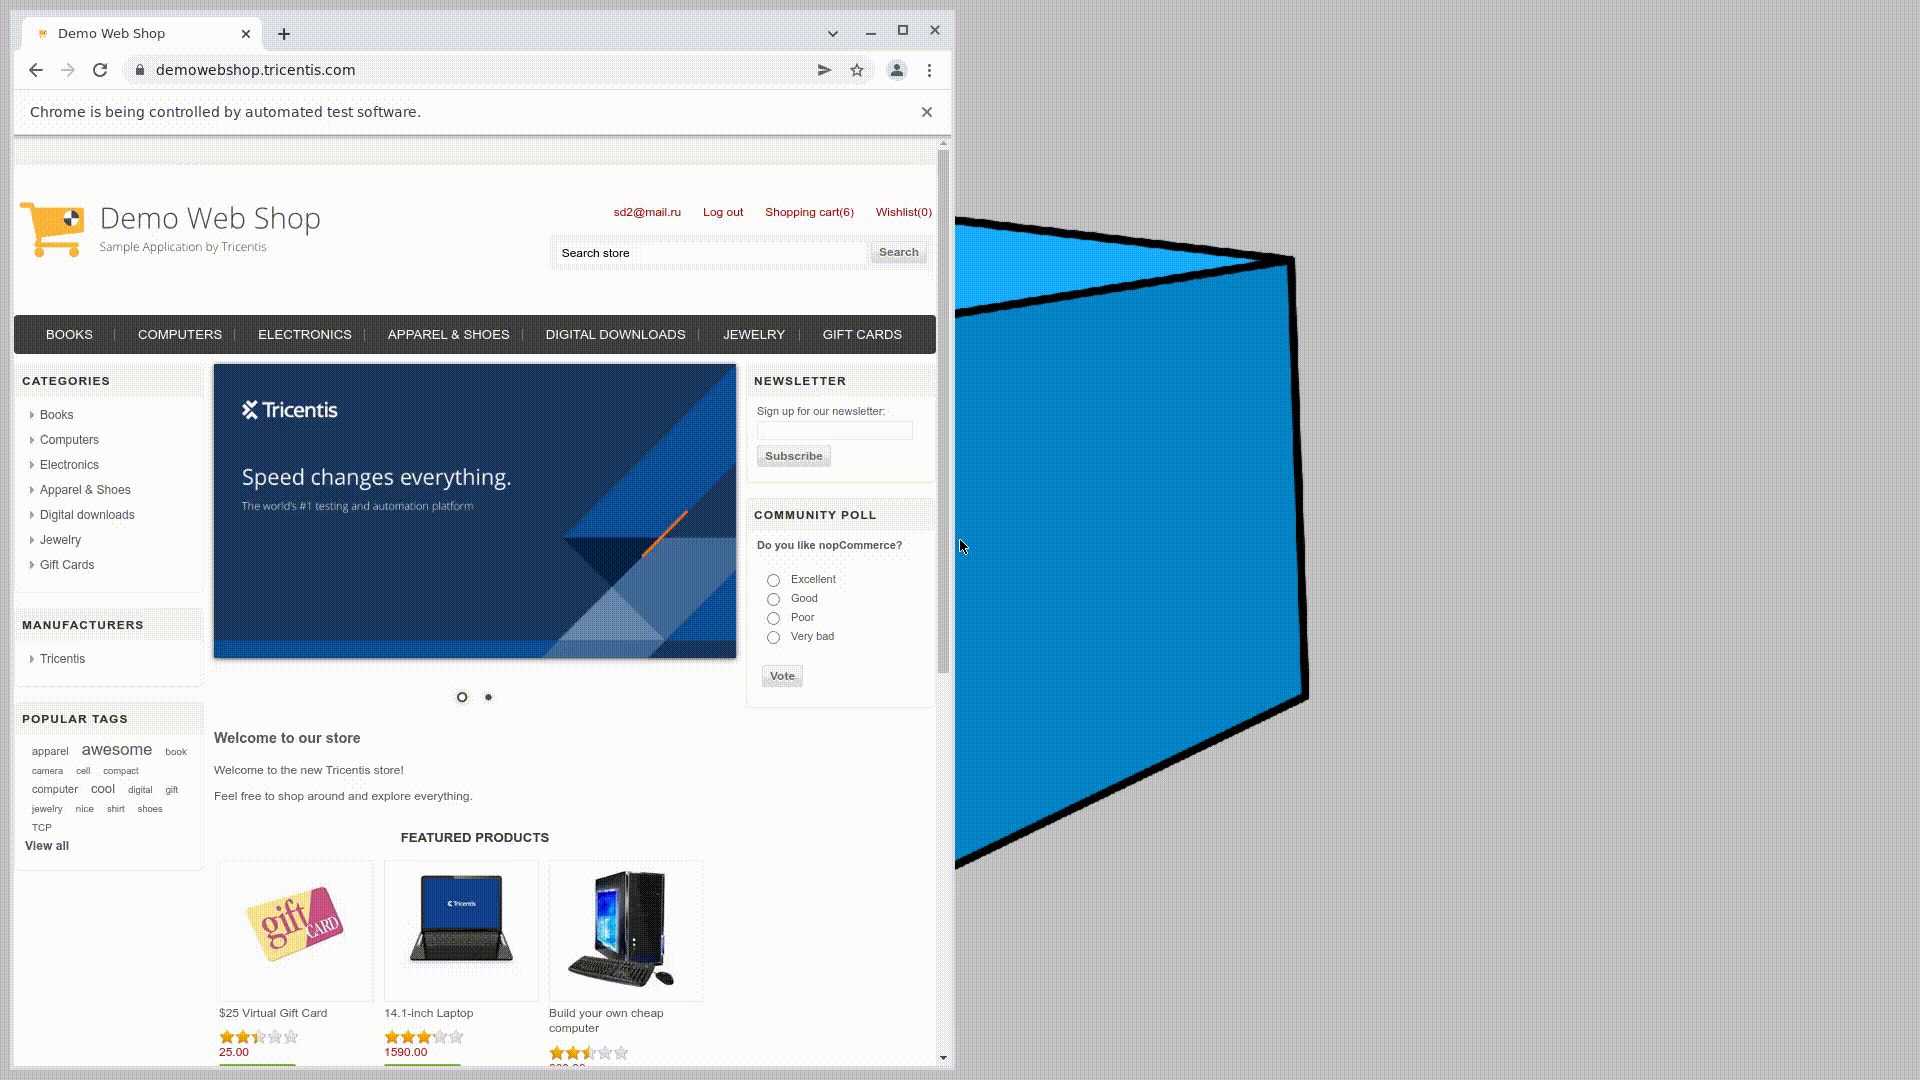 Demo Web Shop
demowebshop.tricentis.com
Chrome is being controlled by automated test software.
Demo Web Shop
Sample Application by Tricentis
sd2@mail.ru Log out Shopping cart(6) Wishlist(0)
Search store Search
BOOKS COMPUTERS ELECTRONICS APPAREL & SHOES DIGITAL DOWNLOADS JEWELRY GIFT CARDS
CATEGORIES
Books
Computers
Electronics
Apparel & Shoes
Digital downloads
Jewelry
Gift Cards
MANUFACTURERS
Tricentis
POPULAR TAGS
apparel awesome book
camera cell compact
computer cool digital gift
jewelry nice shirt shoes
TCP
View all
Tricentis
Speed changes everything.
The world's #1 testing and automation platform
Welcome to our store
Welcome to the new Tricentis store!
Feel free to shop around and explore everything.
FEATURED PRODUCTS
gift CARD
Tricentis
$25 Virtual Gift Card
25.00
14.1-inch Laptop
1590.00
Build your own cheap
computer
NEWSLETTER
Sign up for our newsletter:
Subscribe
COMMUNITY POLL
Do you like nopCommerce?
Excellent
Good
Poor
Very bad
Vote